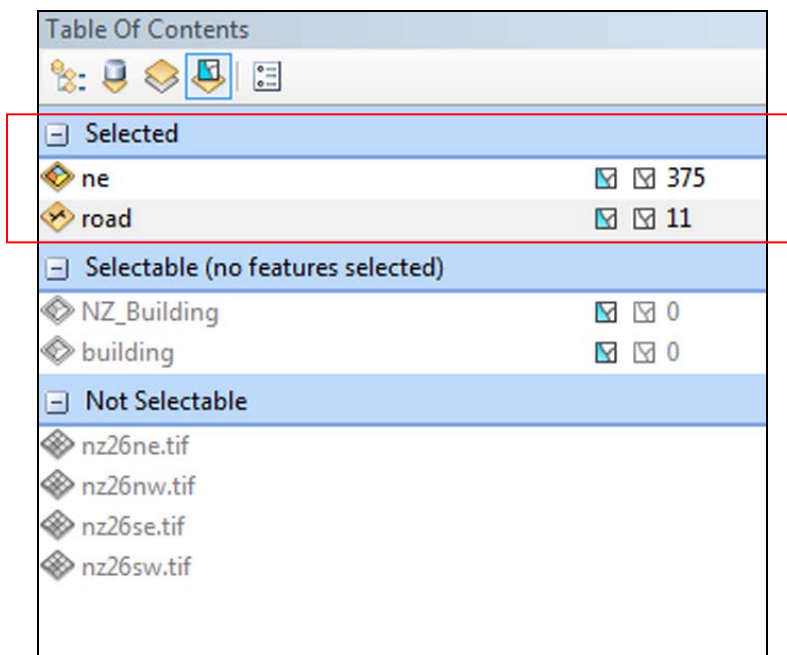 Table Of Contents
Selected
ne 375
road 11
Selectable (no features selected)
NZ_Building 0
building 0
Not Selectable
nz26ne.tif
nz26nw.tif
nz26se.tif
nz26sw.tif